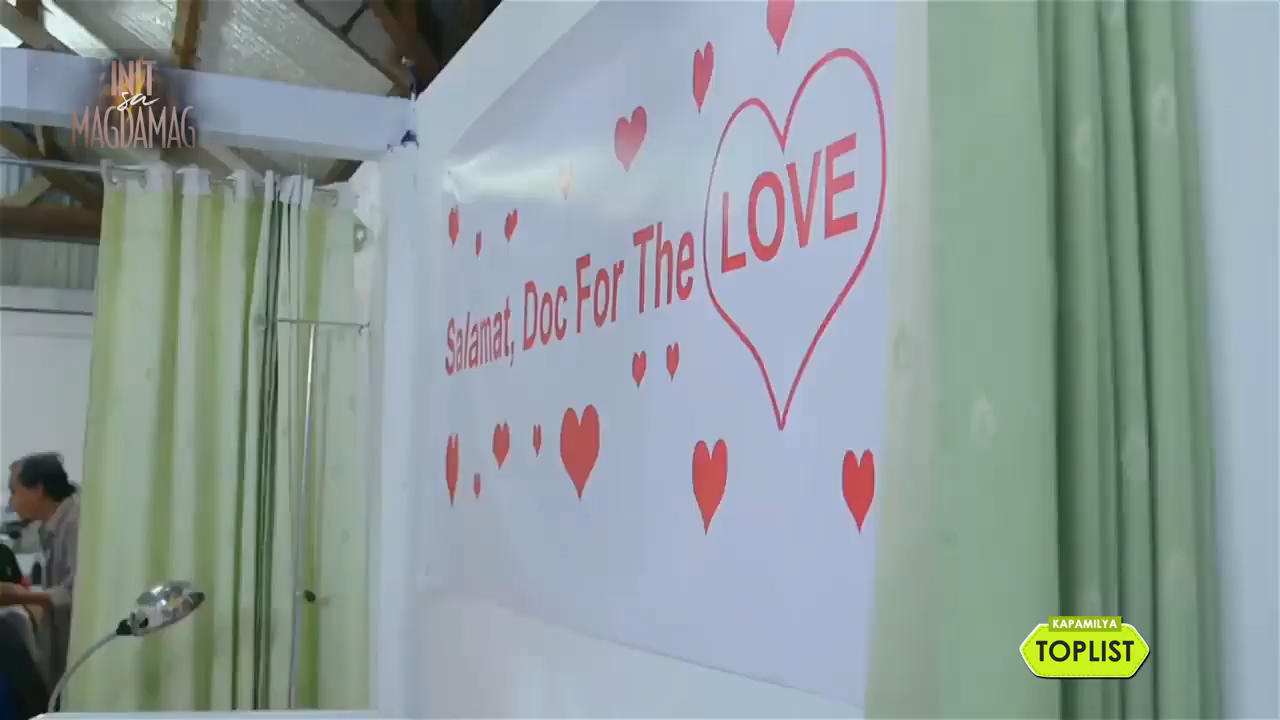 INIT
sa
MAGDAMAG
Salamat, Doc For The LOVE
KAPAMILYA
TOPLIST